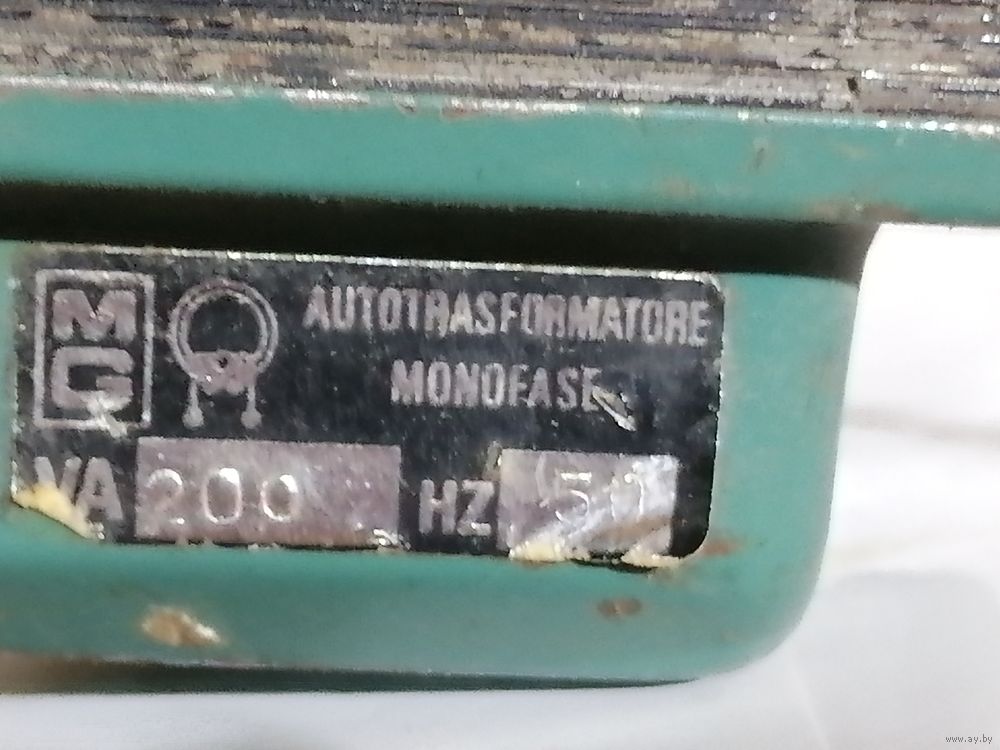 MG
AUTOTRASFORMATORE
MONOFASE
VA 200 HZ 50
www.ay.by